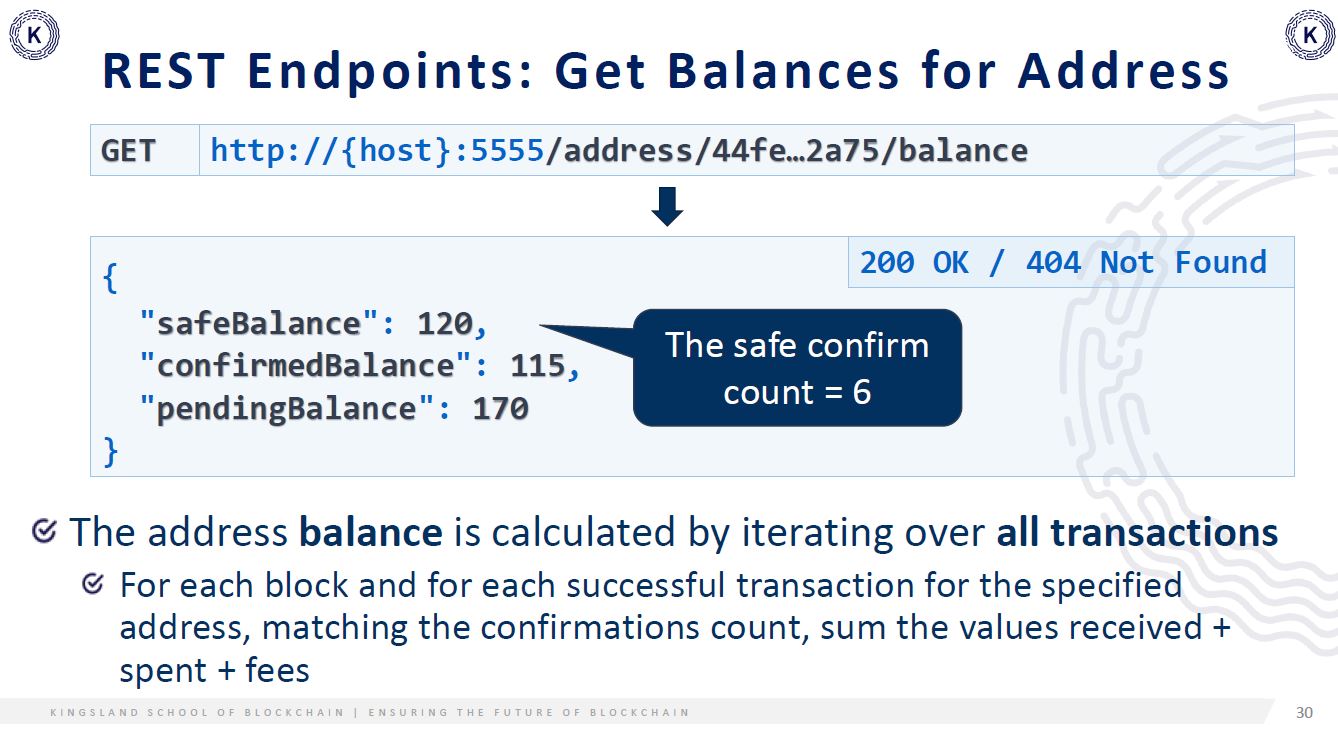 K
K
REST Endpoints: Get Balances for Address
GET http://{host}:5555/address/44fe…2a75/balance
200 OK / 404 Not Found
{
"safeBalance": 120,
"confirmedBalance": 115,
"pendingBalance": 170
}
The safe confirm
count = 6
The address balance is calculated by iterating over all transactions
For each block and for each successful transaction for the specified
address, matching the confirmations count, sum the values received +
spent + fees
KINGSLAND SCHOOL OF BLOCKCHAIN | ENSURING THE FUTURE OF BLOCKCHAIN
30